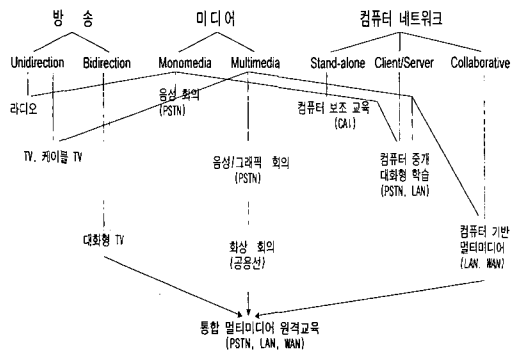 방 송
미 디 어
컴퓨터 네트워크
Unidirection
Bidirection
Monomedia
Multimedia
Stand-alone
Client/Server
Collaborative
라디오
음성 회의
(PSTN)
컴퓨터 보조 교육
(CAI)
TV, 케이블 TV
음성/그래픽 회의
(PSTN)
컴퓨터 중개
대화형 학습
(PSTN, LAN)
대화형 TV
화상 회의
(공용선)
컴퓨터 기반
멀티미디어
(LAN, WAN)
통합 멀티미디어 원격교육
(PSTN, LAN, WAN)